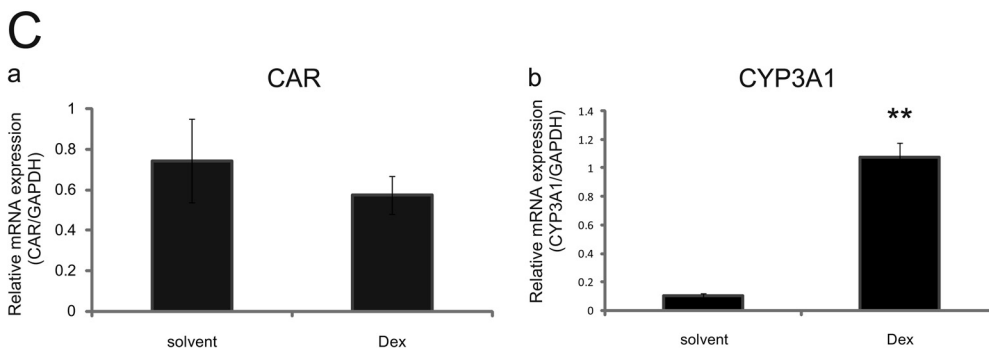 C
a
CAR
Relative mRNA expression
(CAR/GAPDH)
1
0.8
0.6
0.4
0.2
0
solvent
Dex
b
CYP3A1
Relative mRNA expression
(CYP3A1/GAPDH)
1.4
1.2
1
0.8
0.6
0.4
0.2
0
**
solvent
Dex